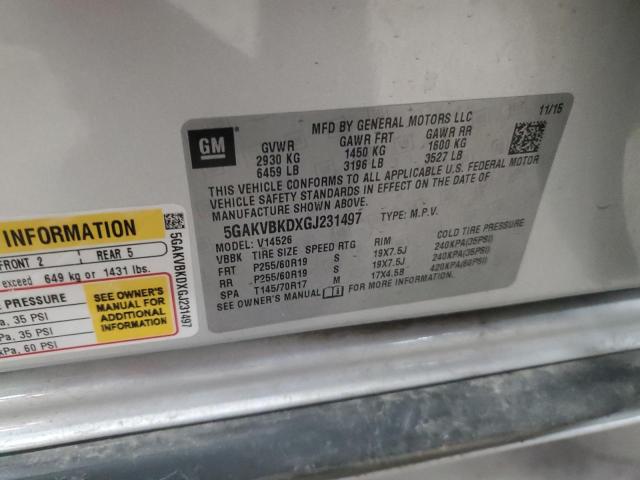 INFORMATION
FRONT 2 REAR 5
exceed 649 kg or 1431 lbs.
PRESSURE
35 PSI
35 PSI
kPa, 60 PSI
SEE OWNER'S
MANUAL FOR
ADDITIONAL
INFORMATION
5GAKVBKDXGJ231497
GM
MFD BY GENERAL MOTORS LLC
11/15
GVWR GAWR FRT GAWR RR
2930 KG 1450 KG 1600 KG
6459 LB 3196 LB 3527 LB
THIS VEHICLE CONFORMS TO ALL APPLICABLE U.S. FEDERAL MOTOR
VEHICLE SAFETY STANDARDS IN EFFECT ON THE DATE OF
MANUFACTURE SHOWN ABOVE.
5GAKVBKDXGJ231497 TYPE: M.P.V.
MODEL: V14526
VBBK TIRE SIZE SPEED RTG RIM COLD TIRE PRESSURE
FRT P255/60R19 S 19X7.5J 240KPA(35PSI)
RR P255/60R19 S 19X7.5J 240KPA(35PSI)
SPA T145/70R17 M 17X4.5B 420KPA(60PSI)
SEE OWNER'S MANUAL FOR MORE INFORMATION.